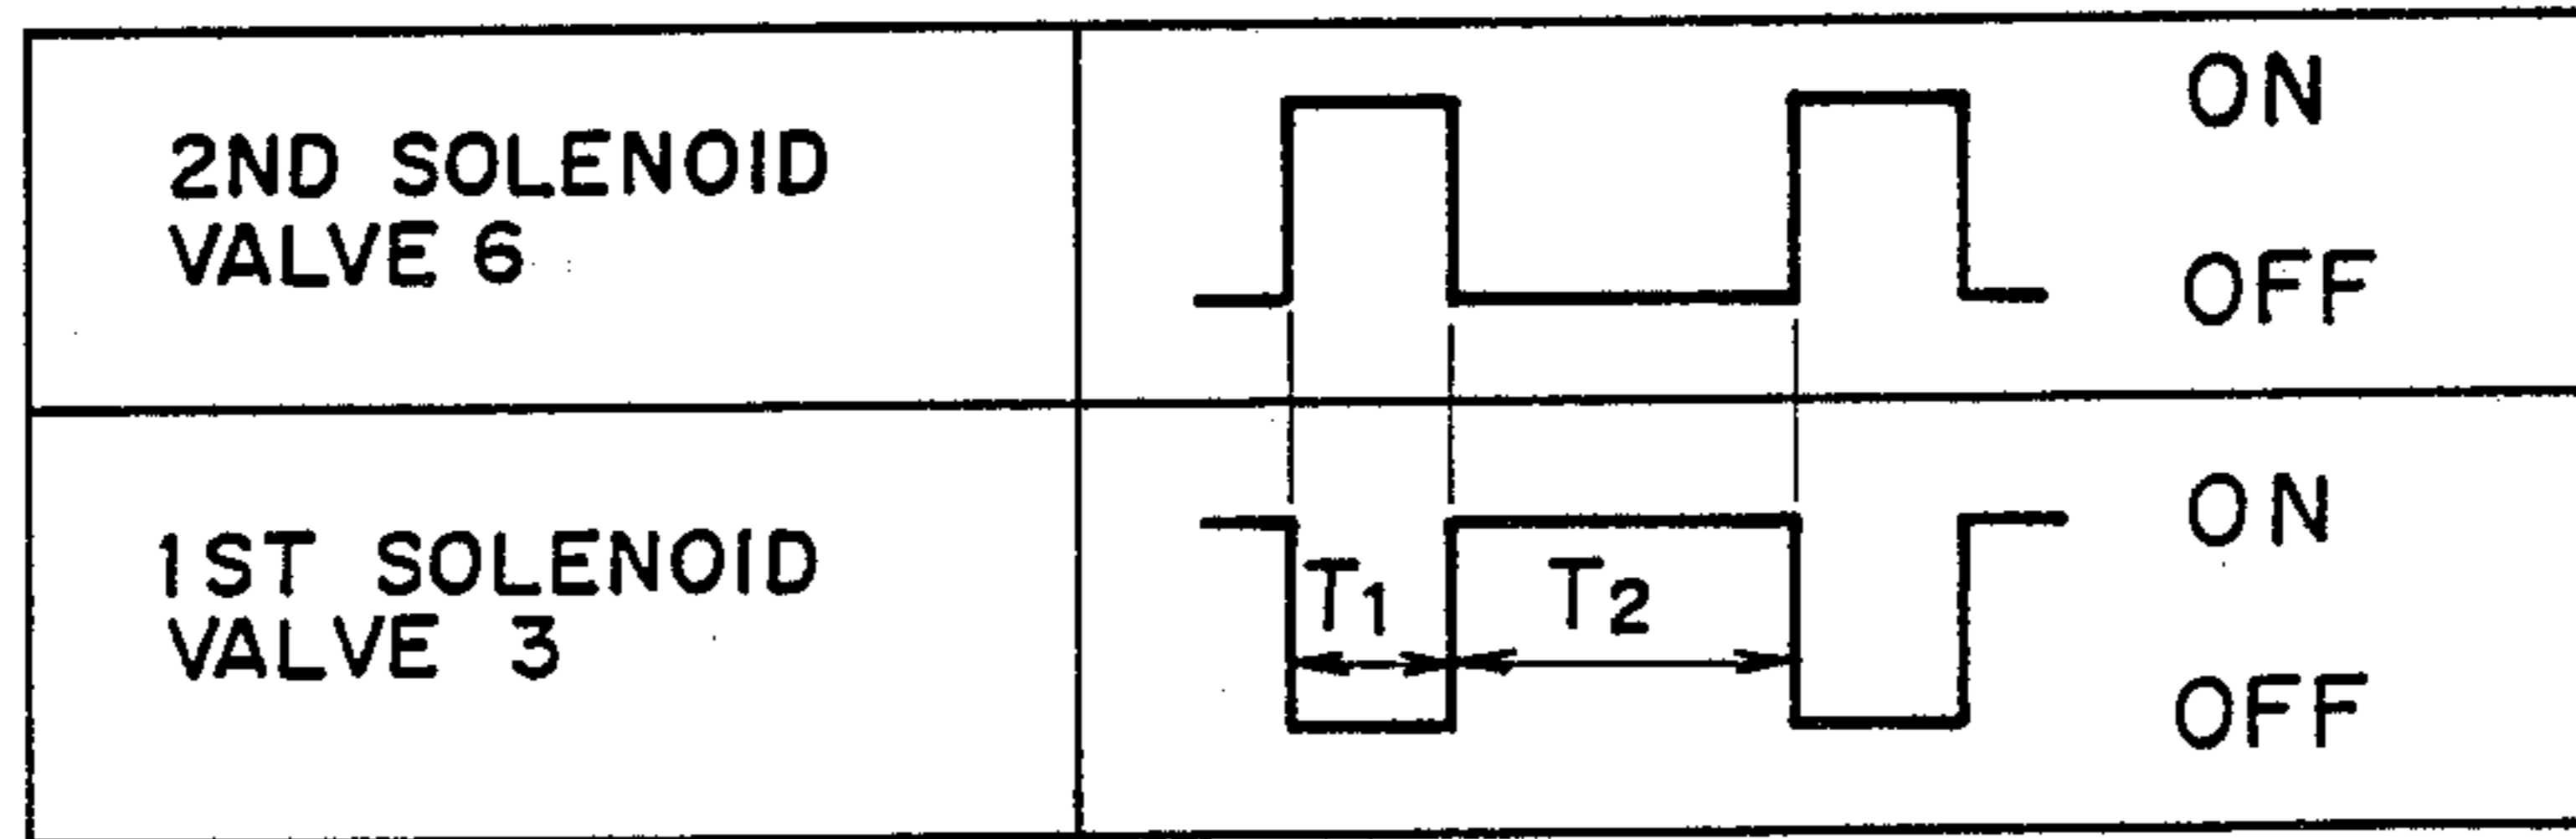 2ND SOLENOID
VALVE 6
ON
OFF
1ST SOLENOID
VALVE 3
T1
T2
ON
OFF